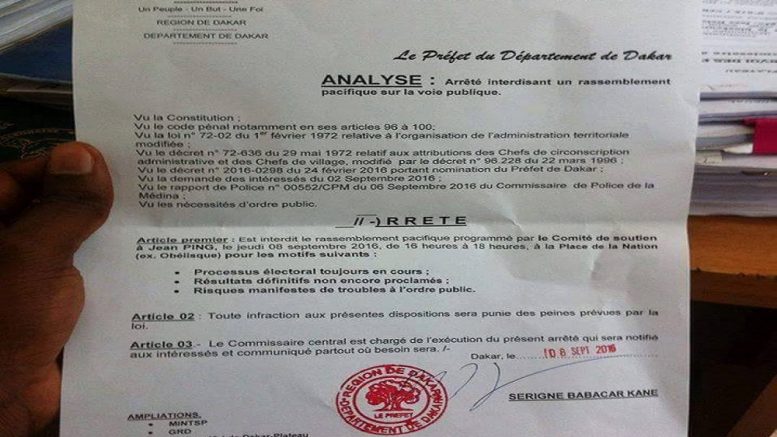 Un Peuple - Un But - Une Foi
REGION DE DAKAR
DEPARTEMENT DE DAKAR
Le Préfet du Département de Dakar
ANALYSE : Arrêté interdisant un rassemblement
pacifique sur la voie publique.
Vu la Constitution ;
Vu le code pénal notamment en ses articles 96 à 100;
Vu la loi n° 72-02 du 1er février 1972 relative à l'organisation de l'administration territoriale
modifiée ;
Vu le décret n° 72-636 du 29 mai 1972 relatif aux attributions des Chefs de circonscription
administrative et des Chefs de village, modifié par le décret n° 96.228 du 22 mars 1996 ;
Vu le décret n° 2016-0298 du 24 février 2016 portant nomination du Préfet de Dakar ;
Vu la demande des intéressés du 02 Septembre 2016 ;
Vu le rapport de Police n° 00552/CPM du 06 Septembre 2016 du Commissaire de Police de la
Médina ;
Vu les nécessités d'ordre public.
//-) R R E T E
Article premier : Est interdit le rassemblement pacifique programmé par le Comité de soutien
à Jean PING, le jeudi 08 septembre 2016, de 16 heures à 18 heures, à la Place de la Nation
(ex. Obélisque) pour les motifs suivants :
• Processus électoral toujours en cours ;
• Résultats définitifs non encore proclamés ;
• Risques manifestes de troubles à l'ordre public.
Article 02 : Toute infraction aux présentes dispositions sera punie des peines prévues par la
loi.
Article 03.- Le Commissaire central est chargé de l'exécution du présent arrêté qui sera notifié
aux intéressés et communiqué partout où besoin sera. /-
Dakar, le 08 SEPT 2016
REGION DE DAKAR
LE PREFET
DEPARTEMENT DE DAKAR
SERIGNE BABACAR KANE
AMPLIATIONS.
• MINTSP
• GRD
Dakar-Plateau